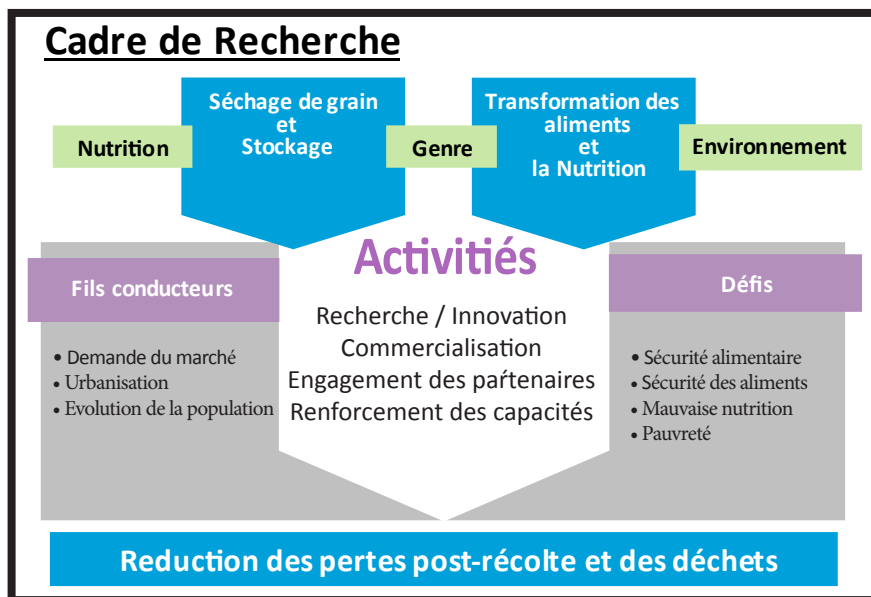 Cadre de Recherche
Séchage de grain
et
Stockage
Transformation des
aliments
et
la Nutrition
Nutrition
Genre
Environnement
Activitiés
Recherche / Innovation
Commercialisation
Engagement des partenaires
Renforcement des capacités
Fils conducteurs
• Demande du marché
• Urbanisation
• Evolution de la population
Défis
• Sécurité alimentaire
• Sécurité des aliments
• Mauvaise nutrition
• Pauvreté
Reduction des pertes post-récolte et des déchets